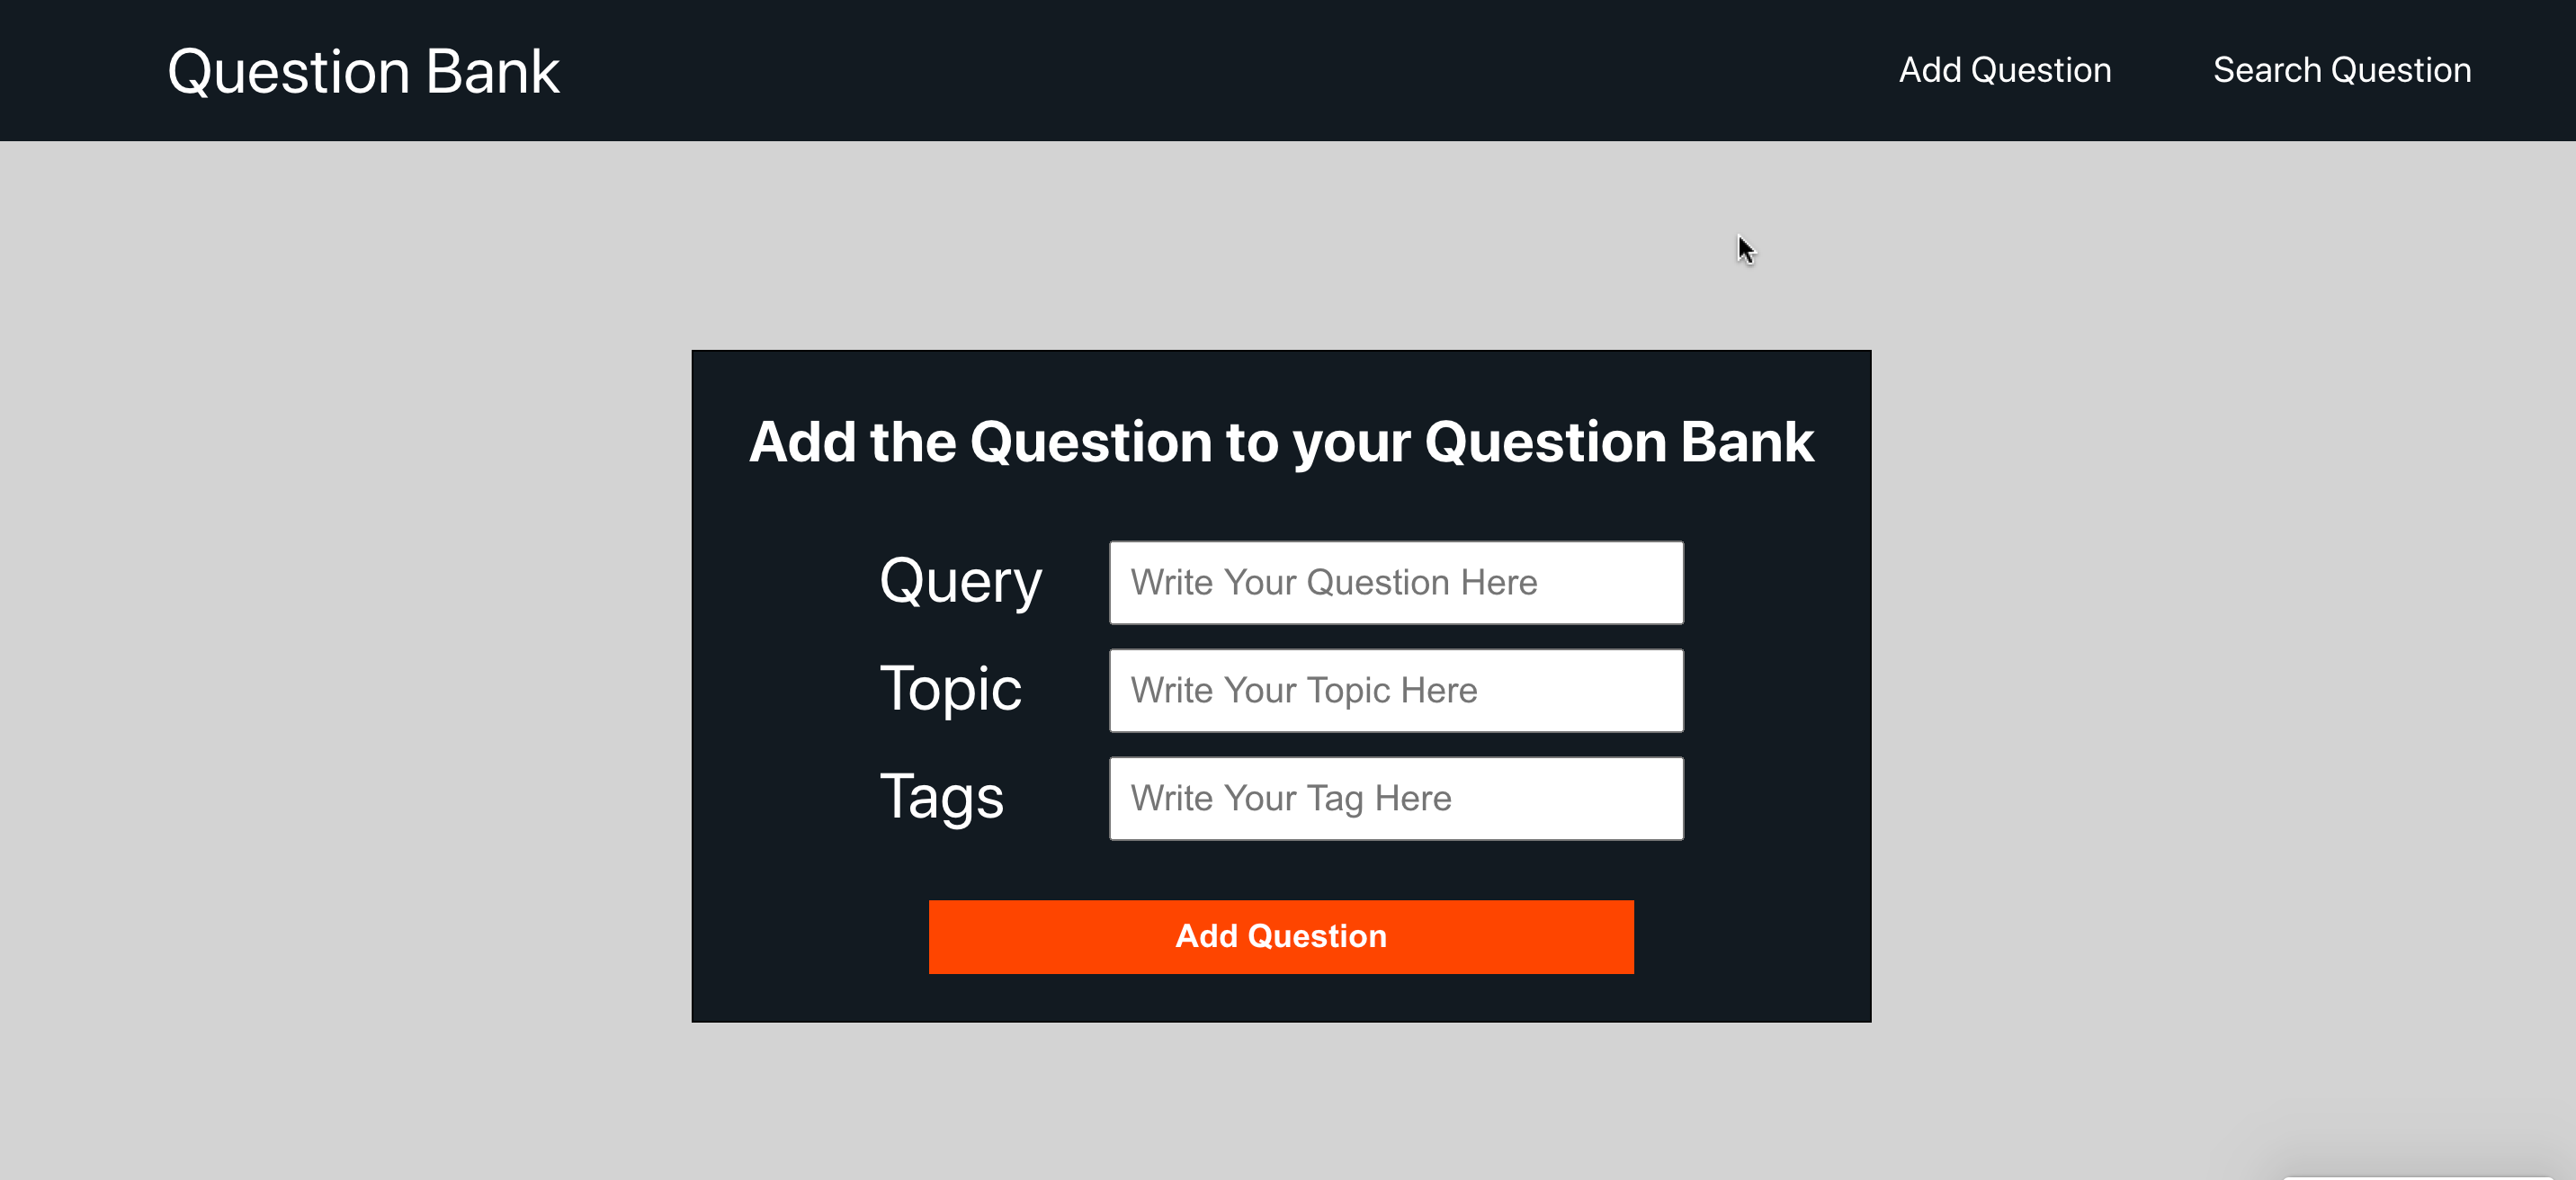 Question Bank
Add Question
Search Question
Add the Question to your Question Bank
Query
Write Your Question Here
Topic
Write Your Topic Here
Tags
Write Your Tag Here
Add Question